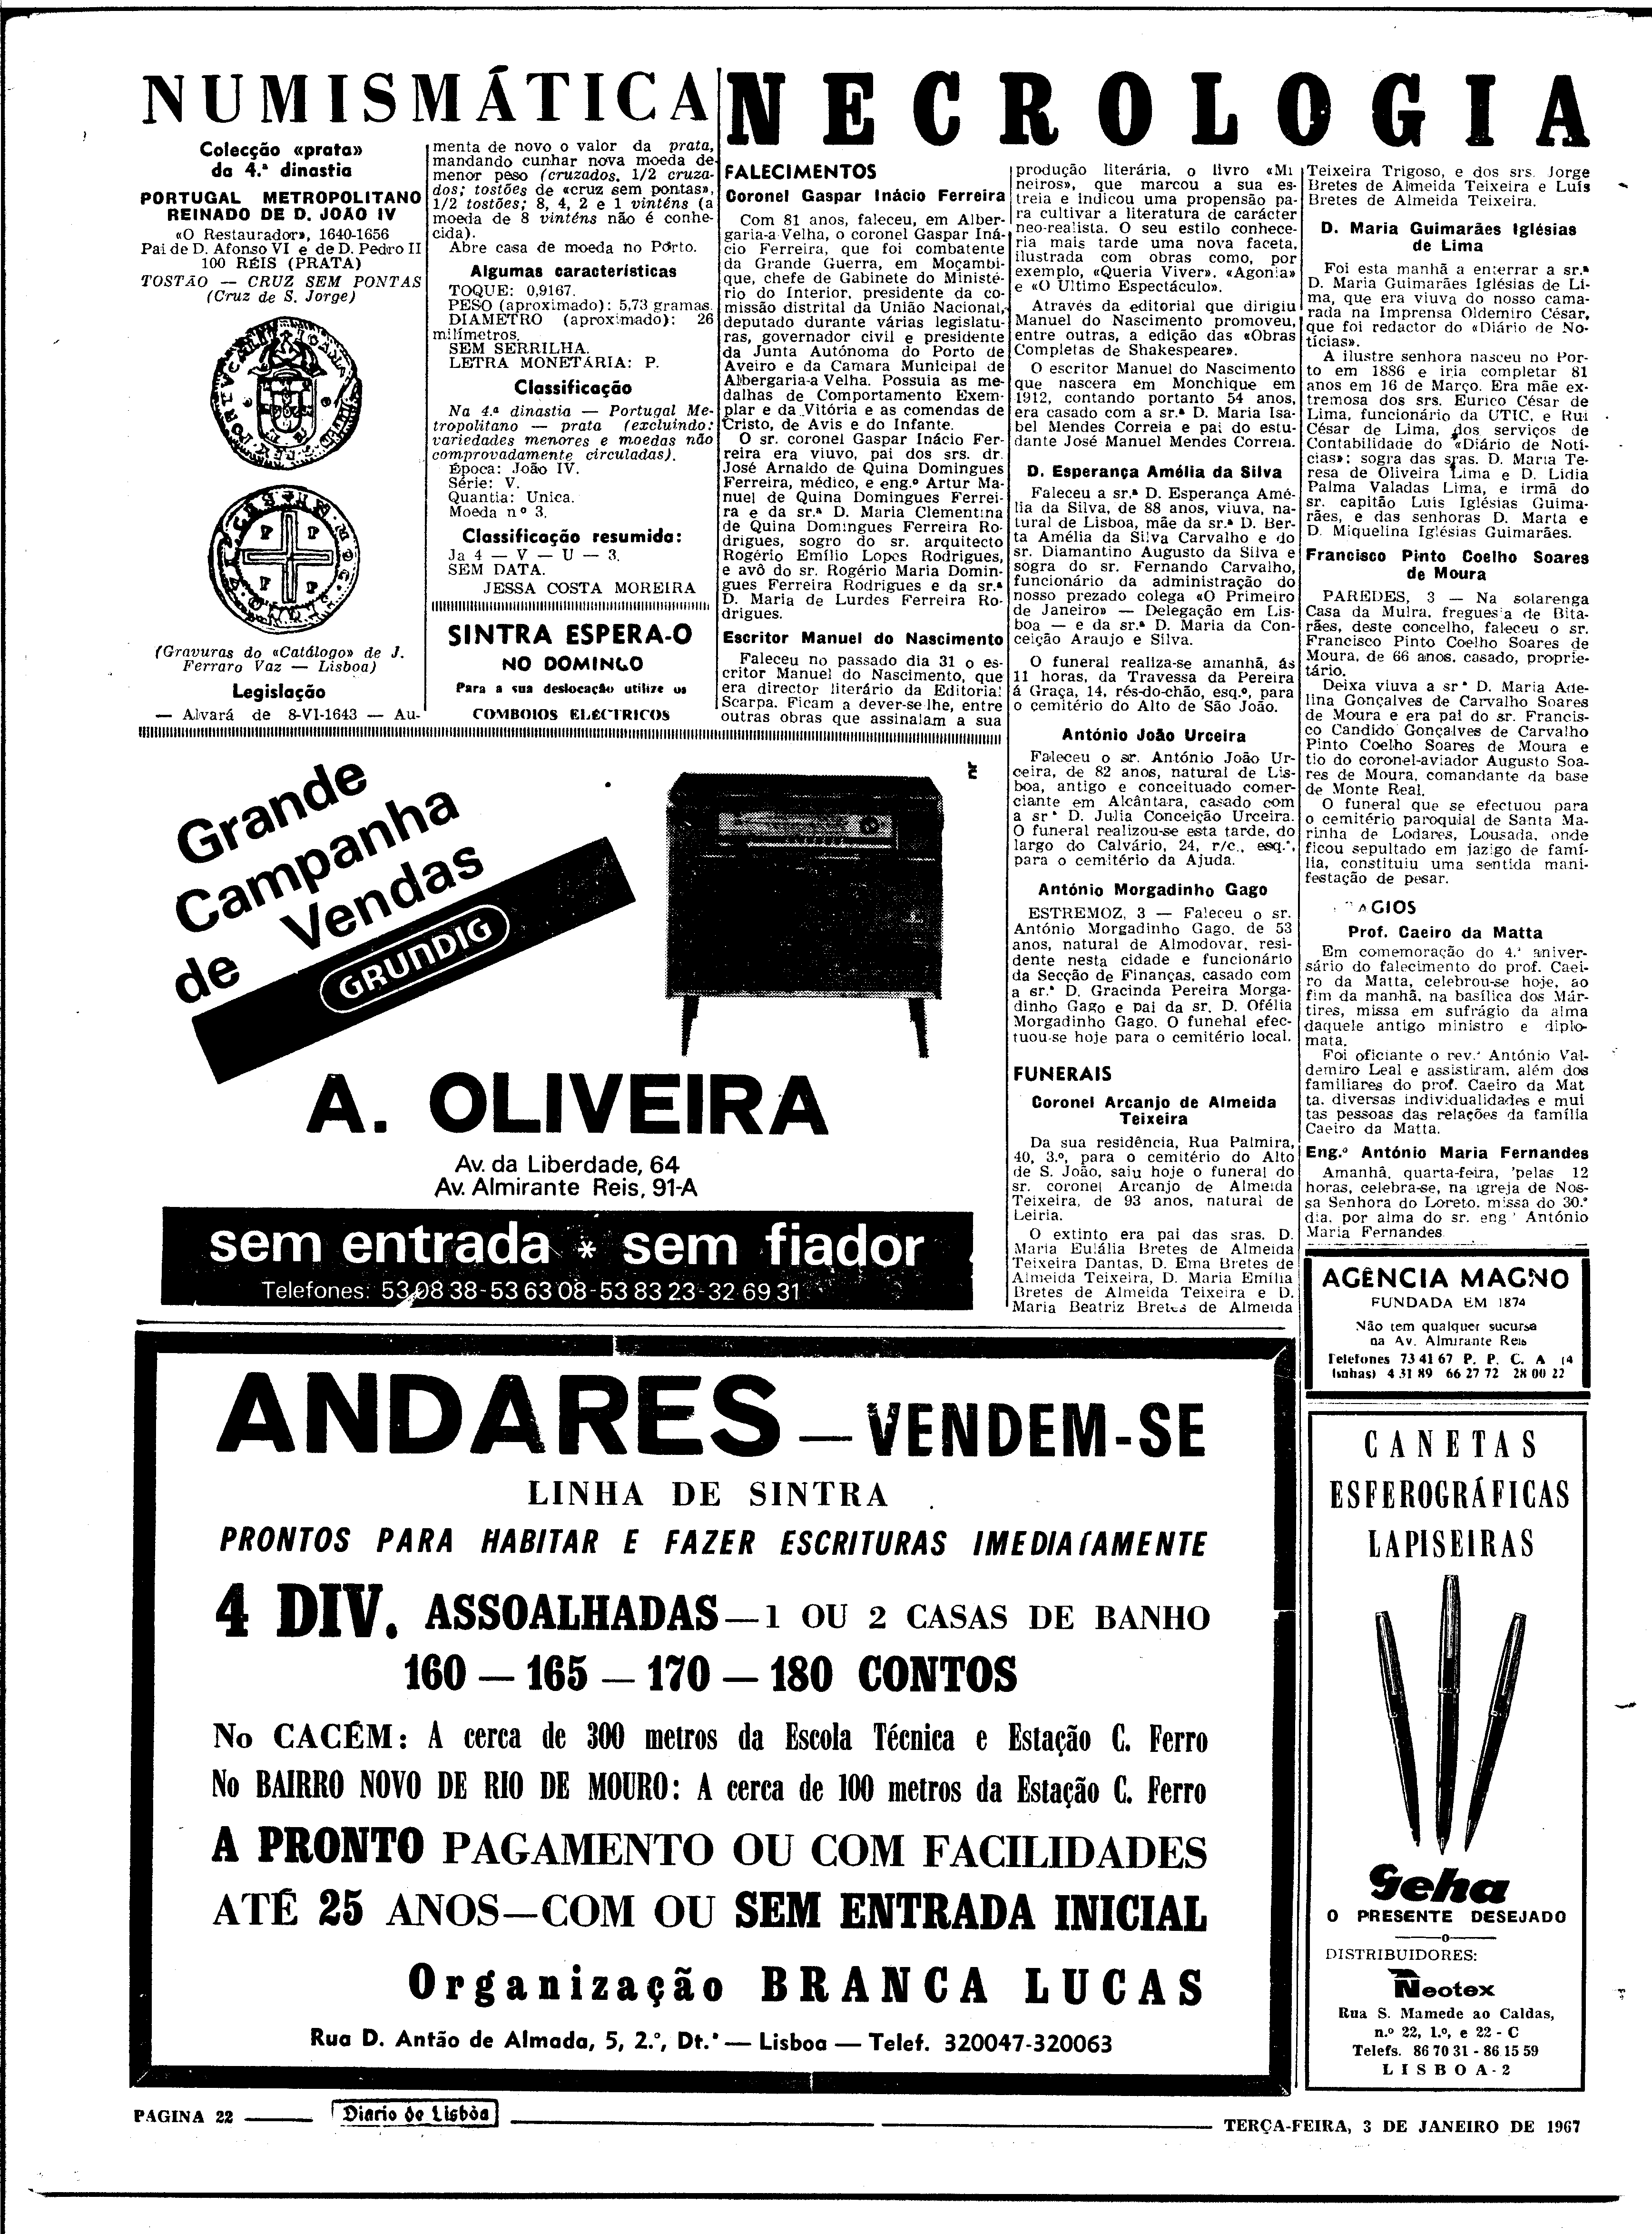 NUMISMÁTICA
Colecção «prata»
da 4.ª dinastia
PORTUGAL METROPOLITANO
REINADO DE D. JOÃO IV
«O Restaurador», 1640-1656
Pai de D. Afonso VI e de D. Pedro II
100 RÉIS (PRATA)
TOSTÃO — CRUZ SEM PONTAS
(Cruz de S. Jorge)
(Gravuras do «Catálogo» de J.
Ferraro Vaz — Lisboa)
Legislação
— Alvará de 8-VI-1643 — Au-
menta de novo o valor da prata,
mandando cunhar nova moeda de
menor peso (cruzados, 1/2 cruza-
dos; tostões de «cruz sem pontas»,
1/2 tostões; 8, 4, 2 e 1 vinténs (a
moeda de 8 vinténs não é conhe-
cida).
Abre casa de moeda no Porto.
Algumas características
TOQUE: 0,9167.
PESO (aproximado): 5,73 gramas.
DIAMETRO (aproximado): 26
milímetros.
SEM SERRILHA.
LETRA MONETÁRIA: P.
Classificação
Na 4.ª dinastia — Portugal Me-
tropolitano — prata (excluindo:
variedades menores e moedas não
comprovadamente circuladas).
Época: João IV.
Série: V.
Quantia: Unica.
Moeda nº 3.
Classificação resumida:
Ja 4 — V — U — 3.
SEM DATA.
JESSA COSTA MOREIRA
SINTRA ESPERA-O
NO DOMINGO
Para a sua deslocação utilize os
COMBOIOS ELÉCTRICOS
NECROLOGIA
FALECIMENTOS
Coronel Gaspar Inácio Ferreira
Com 81 anos, faleceu, em Alber-
garia-a-Velha, o coronel Gaspar Iná-
cio Ferreira, que foi combatente
da Grande Guerra, em Moçambi-
que, chefe de Gabinete do Ministé-
rio do Interior, presidente da co-
missão distrital da União Nacional,
deputado durante várias legislatu-
ras, governador civil e presidente
da Junta Autónoma do Porto de
Aveiro e da Camara Municipal de
Albergaria-a Velha. Possuia as me-
dalhas de Comportamento Exem-
plar e da Vitória e as comendas de
Cristo, de Avis e do Infante.
O sr. coronel Gaspar Inácio Fer-
reira era viuvo, pai dos srs. dr.
José Arnaldo de Quina Domingues
Ferreira, médico, e eng.º Artur Ma-
nuel de Quina Domingues Ferrei-
ra e da sr.ª D. Maria Clementina
de Quina Domingues Ferreira Ro-
drigues, sogro do sr. arquitecto
Rogério Emílio Lopes Rodrigues,
e avô do sr. Rogério Maria Domin-
gues Ferreira Rodrigues e da sr.ª
D. Maria de Lurdes Ferreira Ro-
drigues.
Escritor Manuel do Nascimento
Faleceu no passado dia 31 o es-
critor Manuel do Nascimento, que
era director literário da Editorial
Scarpa. Ficam a dever-se lhe, entre
outras obras que assinalam a sua
produção literária, o livro «Mi
neiros», que marcou a sua es-
treia e indicou uma propensão pa-
ra cultivar a literatura de carácter
neo-realista. O seu estilo conhece-
ria mais tarde uma nova faceta,
ilustrada com obras como, por
exemplo, «Queria Viver». «Agonia»
e «O Ultimo Espectáculo».
Através da editorial que dirigiu
Manuel do Nascimento promoveu,
entre outras, a edição das «Obras
Completas de Shakespeare».
O escritor Manuel do Nascimento
que nascera em Monchique em
1912, contando portanto 54 anos,
era casado com a sr.ª D. Maria Isa-
bel Mendes Correia e pai do estu-
dante José Manuel Mendes Correia.
D. Esperança Amélia da Silva
Faleceu a sr.ª D. Esperança Amé-
lia da Silva, de 88 anos, viuva, na-
tural de Lisboa, mãe da sr.ª D. Ber-
ta Amélia da Silva Carvalho e do
sr. Diamantino Augusto da Silva e
sogra do sr. Fernando Carvalho,
funcionário da administração do
nosso prezado colega «O Primeiro
de Janeiro» — Delegação em Lis-
boa — e da sr.ª D. Maria da Con-
ceição Araujo e Silva.
O funeral realiza-se amanhã, ás
11 horas, da Travessa da Pereira
á Graça, 14, rés-do-chão, esq.º, para
o cemitério do Alto de São João.
António João Urceira
Faleceu o sr. António João Ur-
ceira, de 82 anos, natural de Lis-
boa, antigo e conceituado comer-
ciante em Alcântara, casado com
a srª D. Julia Conceição Urceira.
O funeral realizou-se esta tarde, do
largo do Calvário, 24, r/c., esq.º,
para o cemitério da Ajuda.
António Morgadinho Gago
ESTREMOZ, 3 — Faleceu o sr.
António Morgadinho Gago, de 53
anos, natural de Almodovar, resi-
dente nesta cidade e funcionário
da Secção de Finanças, casado com
a sr.ª D. Gracinda Pereira Morga-
dinho Gago e pai da sr. D. Ofélia
Morgadinho Gago. O funehal efec-
tuou-se hoje para o cemitério local.
FUNERAIS
Coronel Arcanjo de Almeida
Teixeira
Da sua residência, Rua Palmira,
40, 3.º, para o cemitério do Alto
de S. João, saiu hoje o funeral do
sr. coronel Arcanjo de Almeida
Teixeira, de 93 anos, natural de
Leiria.
O extinto era pai das sras. D.
Maria Eulália Bretes de Almeida
Teixeira Dantas, D. Ema Bretes de
Almeida Teixeira, D. Maria Emília
Bretes de Almeida Teixeira e D.
Maria Beatriz Bretes de Almeida
Teixeira Trigoso, e dos srs. Jorge
Bretes de Almeida Teixeira e Luís
Bretes de Almeida Teixeira.
D. Maria Guimarães Iglésias
de Lima
Foi esta manhã a enterrar a sr.ª
D. Maria Guimarães Iglésias de Li-
ma, que era viuva do nosso cama-
rada na Imprensa Oldemiro César,
que foi redactor do «Diário de No-
tícias».
A ilustre senhora nasceu no Por-
to em 1886 e iria completar 81
anos em 16 de Março. Era mãe ex-
tremosa dos srs. Eurico César de
Lima, funcionário da UTIC, e Rui
César de Lima, dos serviços de
Contabilidade do «Diário de Notí-
cias»; sogra das sras. D. Maria Te-
resa de Oliveira Lima e D. Lidia
Palma Valadas Lima, e irmã do
sr. capitão Luis Iglésias Guima-
rães, e das senhoras D. Marta e
D. Miquelina Iglésias Guimarães.
Francisco Pinto Coelho Soares
de Moura
PAREDES, 3 — Na solarenga
Casa da Muira, freguesia de Bita-
rães, deste concelho, faleceu o sr.
Francisco Pinto Coelho Soares de
Moura, de 66 anos, casado, proprie-
tário.
Deixa viuva a srª D. Maria Ade-
lina Gonçalves de Carvalho Soares
de Moura e era pai do sr. Francis-
co Candido Gonçalves de Carvalho
Pinto Coelho Soares de Moura e
tio do coronel-aviador Augusto Soa-
res de Moura, comandante da base
de Monte Real.
O funeral que se efectuou para
o cemitério paroquial de Santa Ma-
rinha de Lodares, Lousada, onde
ficou sepultado em jazigo de famí-
lia, constituiu uma sentida mani-
festação de pesar.
AGIOS
Prof. Caeiro da Matta
Em comemoração do 4.º aniver-
sário do falecimento do prof. Caei-
ro da Matta, celebrou-se hoje, ao
fim da manhã, na basílica dos Már-
tires, missa em sufrágio da alma
daquele antigo ministro e diplo-
mata.
Foi oficiante o rev.º António Val-
demiro Leal e assistiram, além dos
familiares do prof. Caeiro da Mat
ta, diversas individualidades e mui
tas pessoas das relações da família
Caeiro da Matta.
Eng.º António Maria Fernandes
Amanhã, quarta-feira, pelas 12
horas, celebra-se, na igreja de Nos-
sa Senhora do Loreto, missa do 30.º
dia, por alma do sr. eng º António
Maria Fernandes
Grande
Campanha
de Vendas
GRUNDIG
A. OLIVEIRA
Av. da Liberdade, 64
Av. Almirante Reis, 91-A
sem entrada * sem fiador
Telefones: 53 08 38-53 63 08-53 83 23-32 69 31
AGÊNCIA MAGNO
FUNDADA EM 1874
Não tem qualquer sucursa
na Av. Almirante Reis
Telefones 73 41 67 P. P. C. A (4
linhas) 4 31 89 66 27 72 28 00 22
ANDARES — VENDEM-SE
LINHA DE SINTRA
PRONTOS PARA HABITAR E FAZER ESCRITURAS IMEDIATAMENTE
4 DIV. ASSOALHADAS — 1 OU 2 CASAS DE BANHO
160 — 165 — 170 — 180 CONTOS
No CACÉM: A cerca de 300 metros da Escola Técnica e Estação C. Ferro
No BAIRRO NOVO DE RIO DE MOURO: A cerca de 100 metros da Estação C. Ferro
A PRONTO PAGAMENTO OU COM FACILIDADES
ATÉ 25 ANOS—COM OU SEM ENTRADA INICIAL
Organização BRANCA LUCAS
Rua D. Antão de Almada, 5, 2.º, Dt.º — Lisboa — Telef. 320047-320063
CANETAS
ESFEROGRÁFICAS
LAPISEIRAS
Geha
O PRESENTE DESEJADO
DISTRIBUIDORES:
Neotex
Rua S. Mamede ao Caldas,
n.º 22, 1.º, e 22 - C
Telefs. 86 70 31 - 86 15 59
LISBOA-2
PAGINA 22
Diario de Lisbôa
TERÇA-FEIRA, 3 DE JANEIRO DE 1967